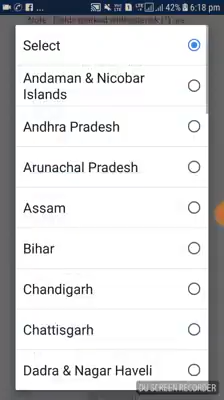 42% 6:18 pm
Select
Andaman & Nicobar
Islands
Andhra Pradesh
Arunachal Pradesh
Assam
Bihar
Chandigarh
Chattisgarh
Dadra & Nagar Haveli
DU SCREEN RECORDER